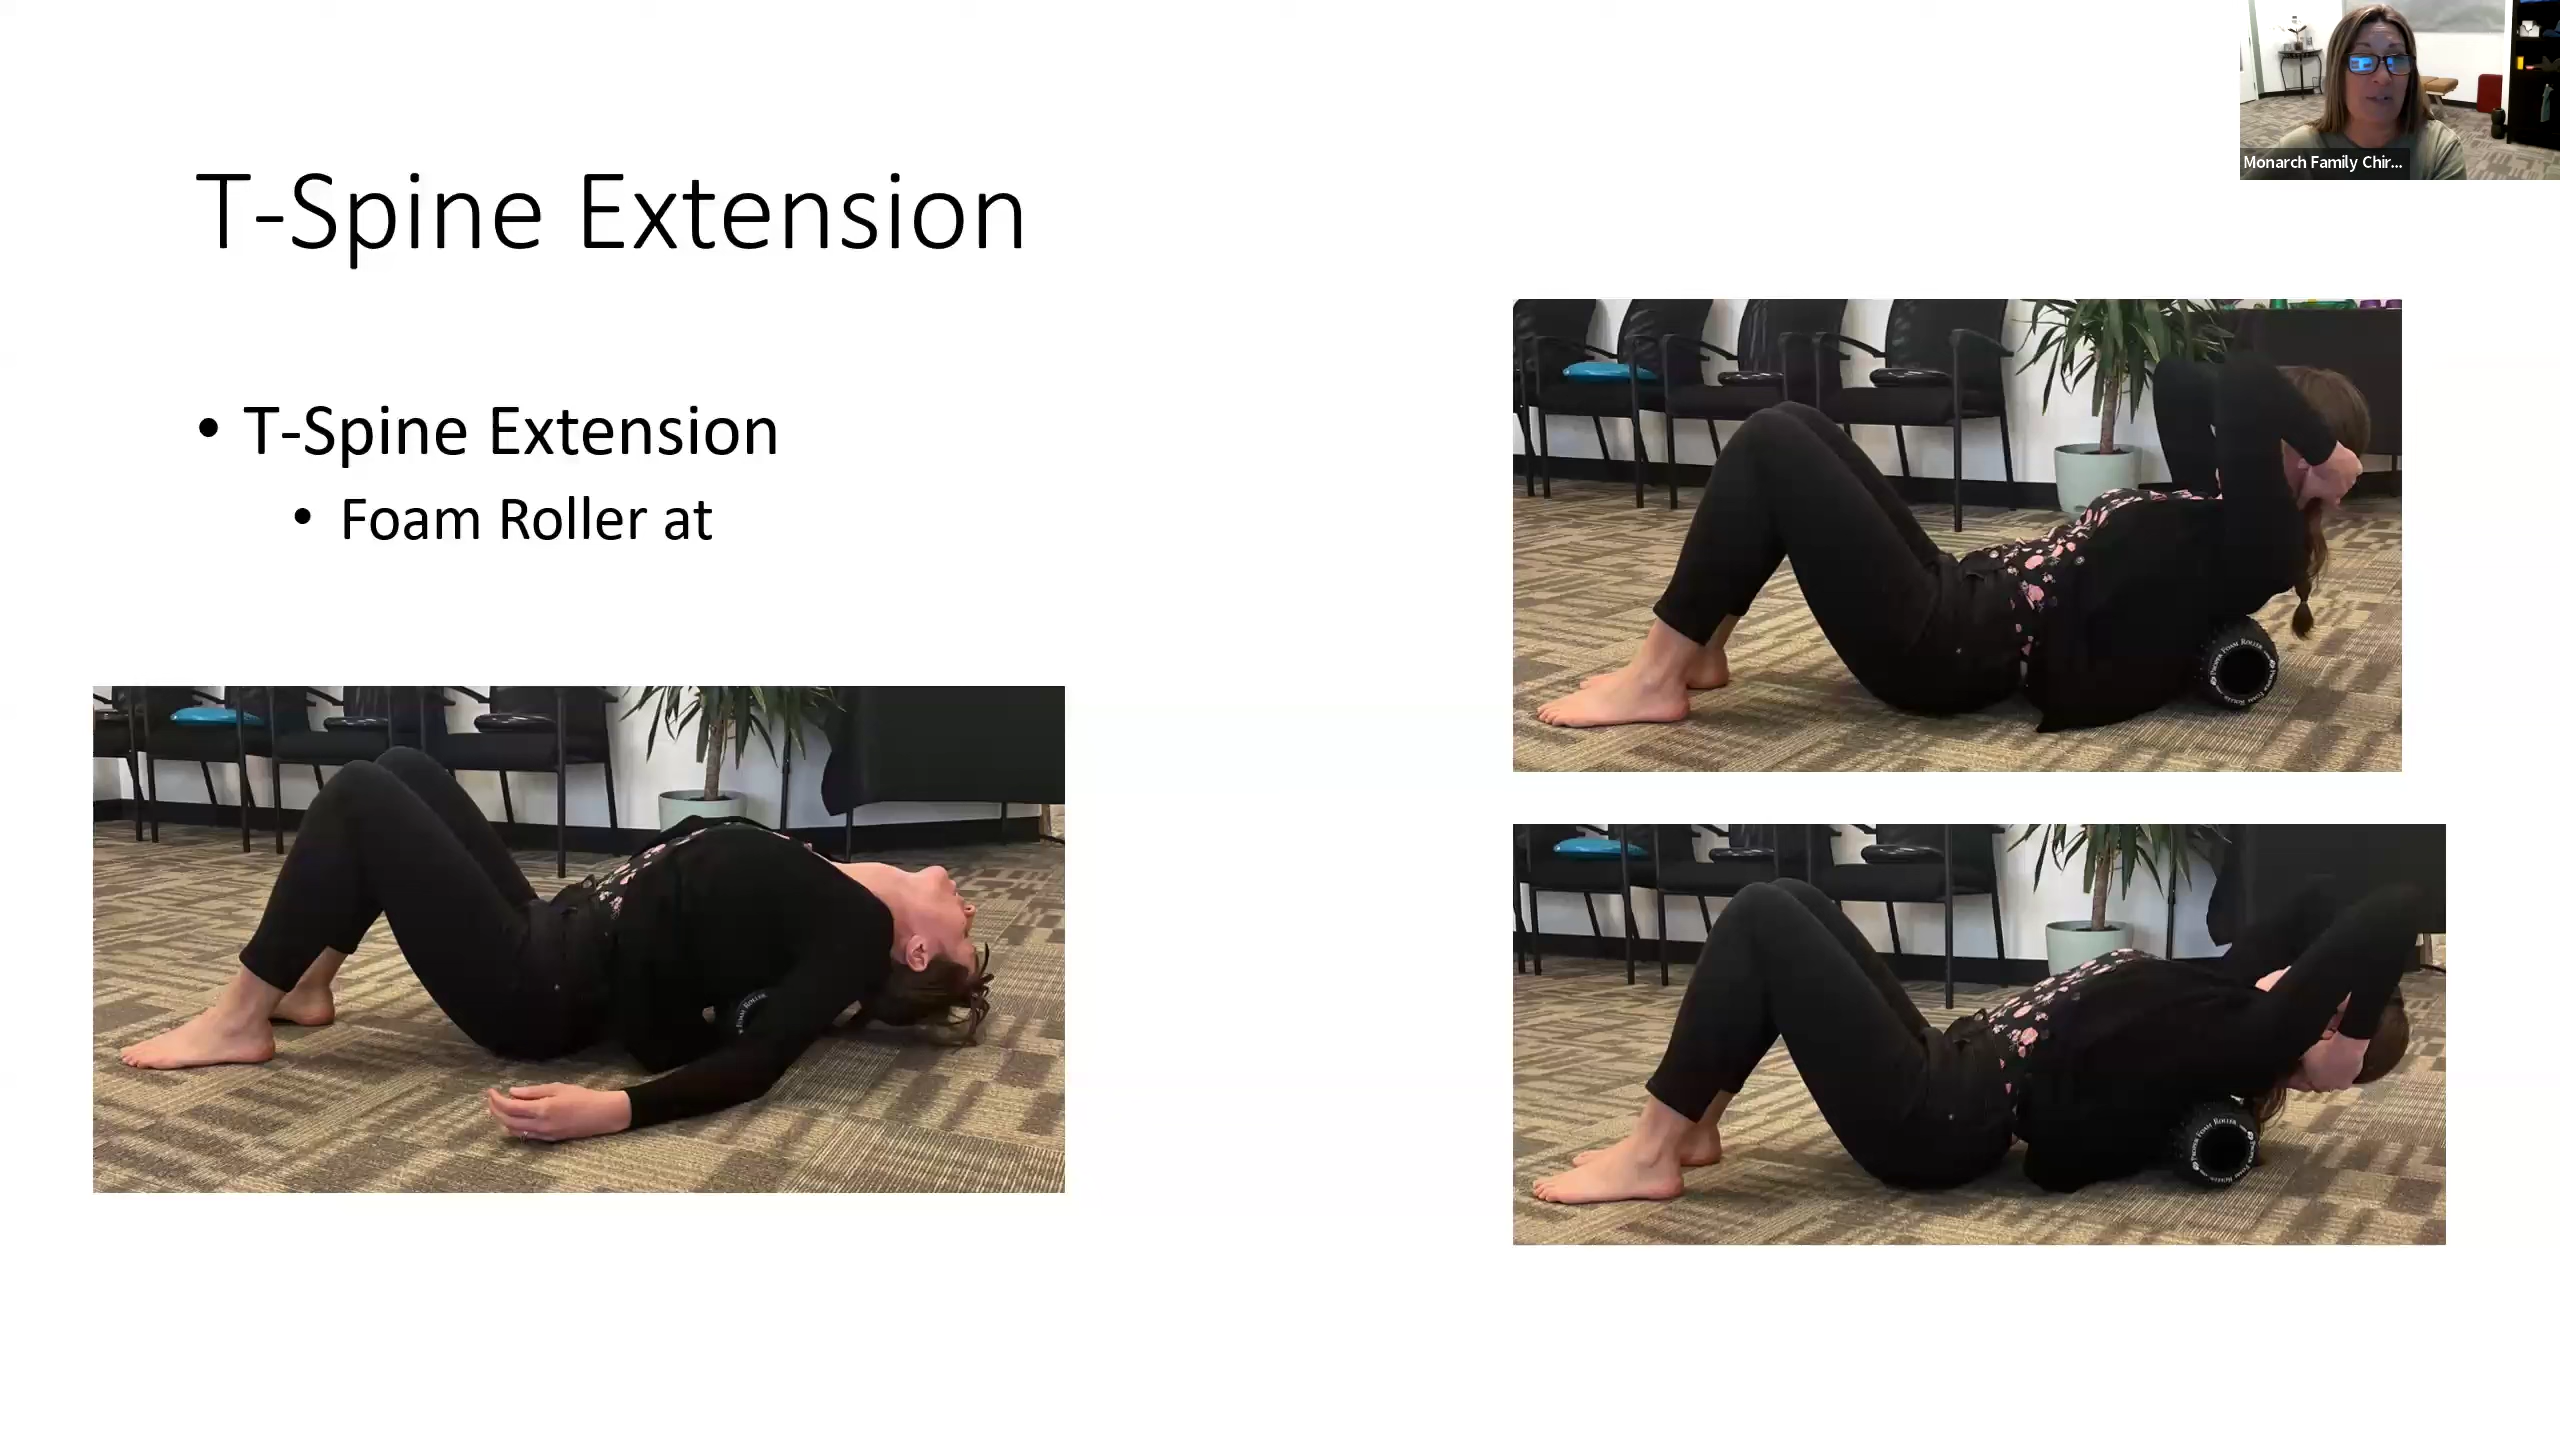 Monarch Family Chir...
T-Spine Extension
• T-Spine Extension
• Foam Roller at